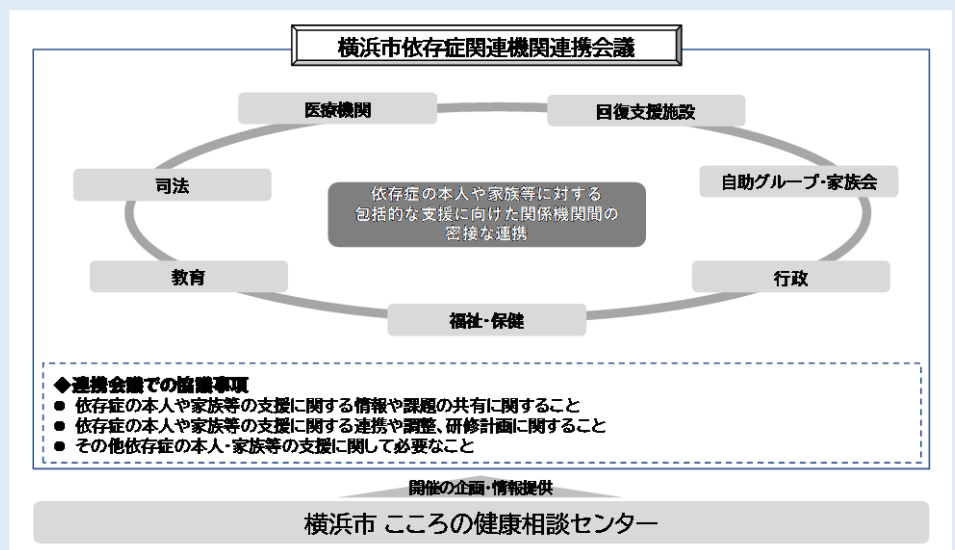 横浜市依存症関連機関連携会議
医療機関
回復支援施設
司法
自助グループ・家族会
依存症の本人や家族等に対する
包括的な支援に向けた関係機関間の
密接な連携
教育
行政
福祉・保健
◆連携会議での協議事項
● 依存症の本人や家族等の支援に関する情報や課題の共有に関すること
● 依存症の本人や家族等の支援に関する連携や調整、研修計画に関すること
● その他依存症の本人・家族等の支援に関して必要なこと
開催の企画・情報提供
横浜市 こころの健康相談センター